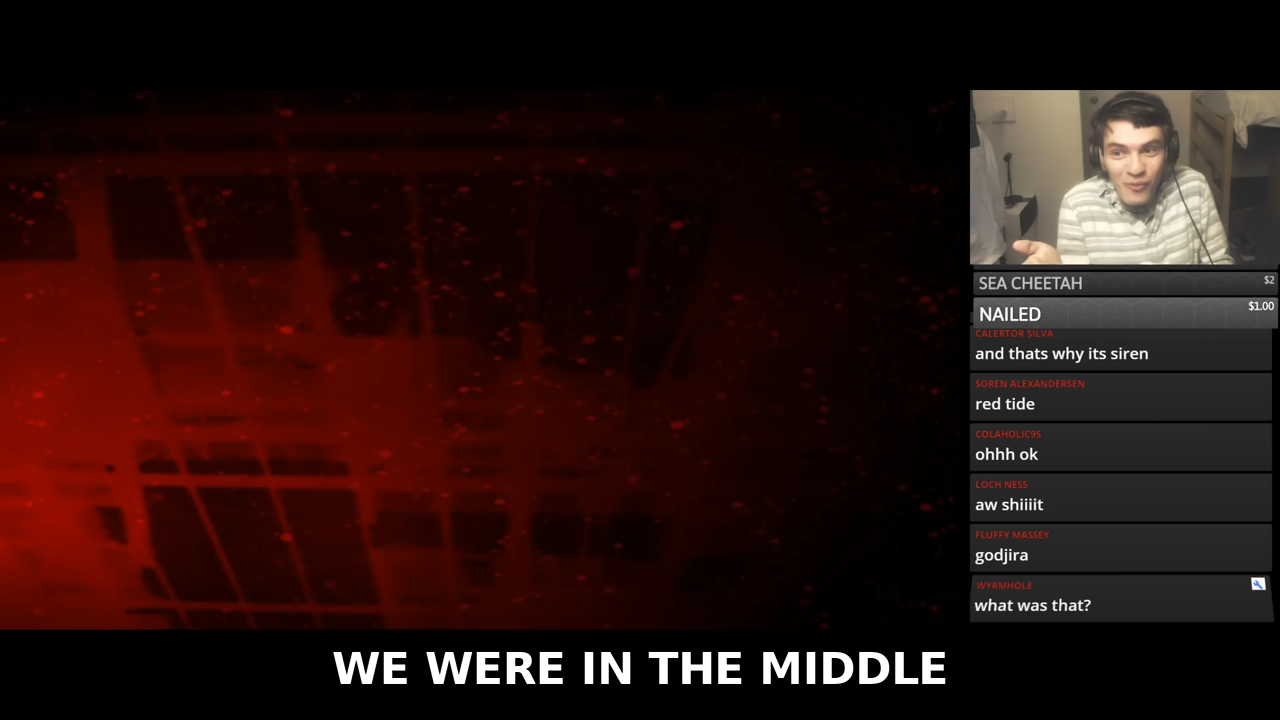 SEA CHEETAH $2
NAILED $1.00
CALERTOR SILVA
and thats why its siren
SOREN ALEXANDERSEN
red tide
COLAHOLIC95
ohhh ok
LOCH NESS
aw shiiiit
FLUFFY MASSEY
godjira
WYRMHOLE
what was that?
WE WERE IN THE MIDDLE